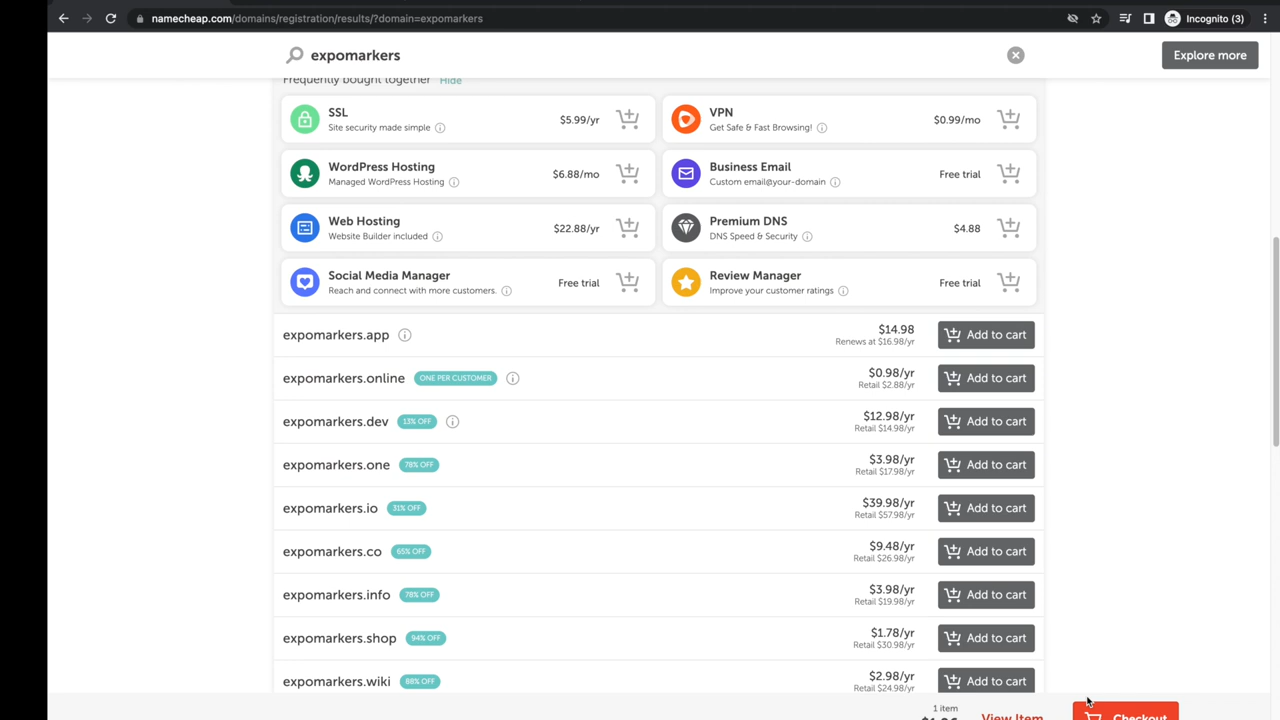 namecheap.com/domains/registration/results/?domain=expomarkers
Incognito (3)
expomarkers
Explore more
Frequently bought together Hide
SSL
Site security made simple
$5.99/yr
VPN
Get Safe & Fast Browsing!
$0.99/mo
WordPress Hosting
Managed WordPress Hosting
$6.88/mo
Business Email
Custom email@your-domain
Free trial
Web Hosting
Website Builder included
$22.88/yr
Premium DNS
DNS Speed & Security
$4.88
Social Media Manager
Reach and connect with more customers.
Free trial
Review Manager
Improve your customer ratings
Free trial
expomarkers.app
$14.98
Renews at $16.98/yr
Add to cart
expomarkers.online ONE PER CUSTOMER
$0.98/yr
Retail $2.88/yr
Add to cart
expomarkers.dev 13% OFF
$12.98/yr
Retail $14.98/yr
Add to cart
expomarkers.one 78% OFF
$3.98/yr
Retail $17.98/yr
Add to cart
expomarkers.io 31% OFF
$39.98/yr
Retail $57.98/yr
Add to cart
expomarkers.co 65% OFF
$9.48/yr
Retail $26.98/yr
Add to cart
expomarkers.info 78% OFF
$3.98/yr
Retail $19.98/yr
Add to cart
expomarkers.shop 94% OFF
$1.78/yr
Retail $30.98/yr
Add to cart
expomarkers.wiki 88% OFF
$2.98/yr
Retail $24.98/yr
Add to cart
1 item
View Item
Checkout